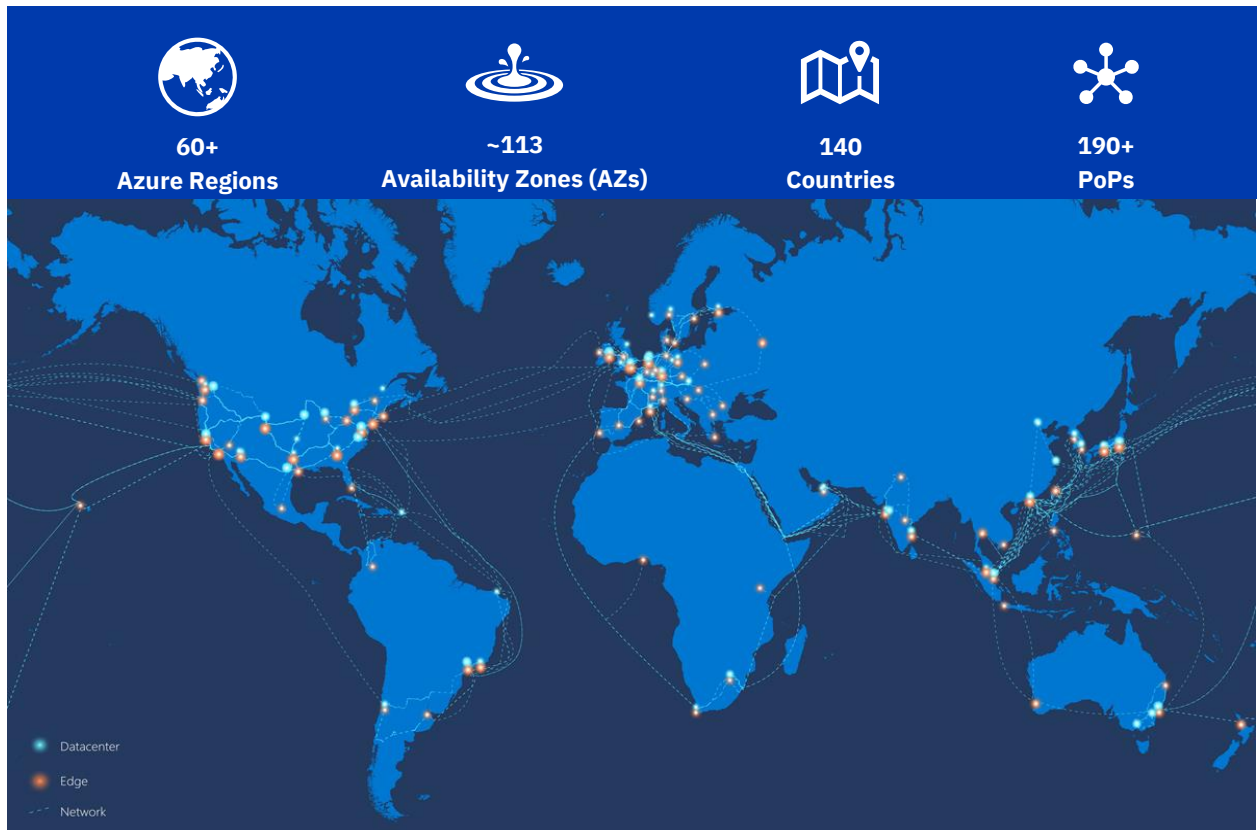 60+
Azure Regions
~113
Availability Zones (AZs)
140
Countries
190+
PoPs
Datacenter
Edge
Network